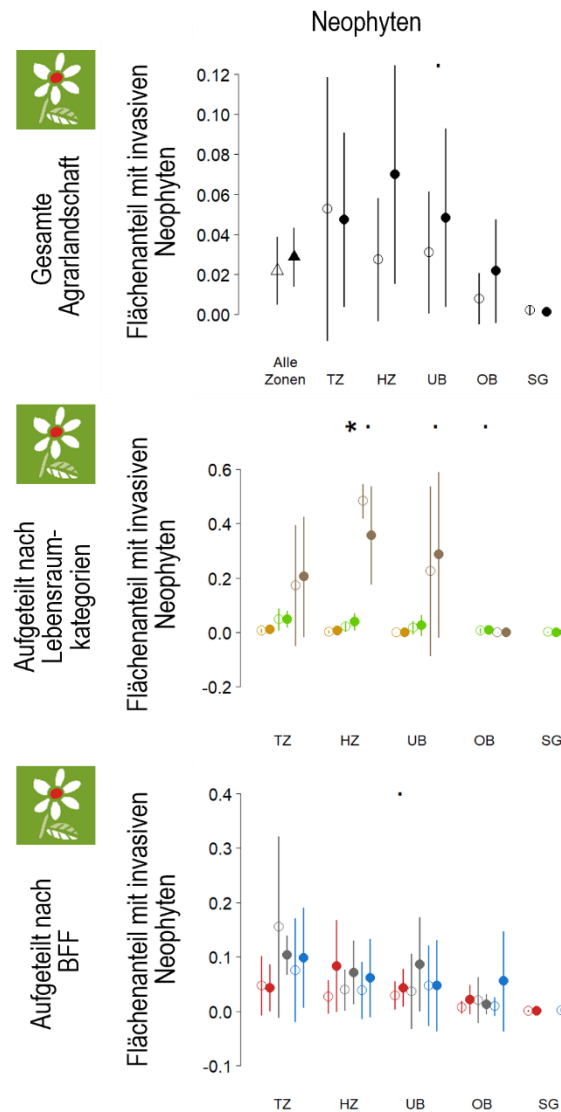 Neophyten
Gesamte
Agrarlandschaft
Flächenanteil mit invasiven
Neophyten
0.12
0.10
0.08
0.06
0.04
0.02
0.00
Alle
Zonen
TZ
HZ
UB
OB
SG
Aufgeteilt nach
Lebensraum-
kategorien
Flächenanteil mit invasiven
Neophyten
*
0.6
0.4
0.2
0.0
-0.2
TZ
HZ
UB
OB
SG
Aufgeteilt nach
BFF
Flächenanteil mit invasiven
Neophyten
0.4
0.3
0.2
0.1
0.0
-0.1
TZ
HZ
UB
OB
SG